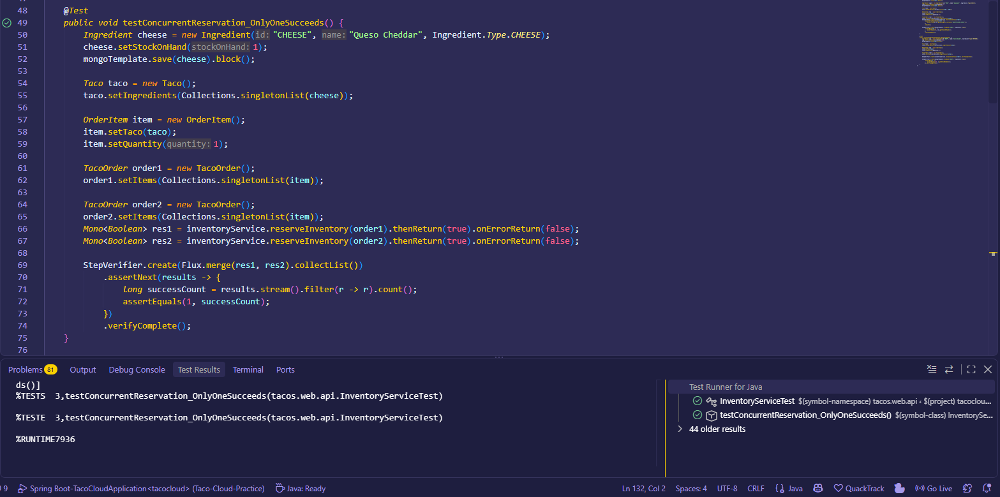 48 @Test
49 public void testConcurrentReservation_OnlyOneSucceeds() {
50 Ingredient cheese = new Ingredient(id: "CHEESE", name: "Queso Cheddar", Ingredient.Type.CHEESE);
51 cheese.setStockOnHand(stockOnHand: 1);
52 mongoTemplate.save(cheese).block();
53
54 Taco taco = new Taco();
55 taco.setIngredients(Collections.singletonList(cheese));
56
57 OrderItem item = new OrderItem();
58 item.setTaco(taco);
59 item.setQuantity(quantity: 1);
60
61 TacoOrder order1 = new TacoOrder();
62 order1.setItems(Collections.singletonList(item));
63
64 TacoOrder order2 = new TacoOrder();
65 order2.setItems(Collections.singletonList(item));
66 Mono<Boolean> res1 = inventoryService.reserveInventory(order1).thenReturn(true).onErrorReturn(false);
67 Mono<Boolean> res2 = inventoryService.reserveInventory(order2).thenReturn(true).onErrorReturn(false);
68
69 StepVerifier.create(Flux.merge(res1, res2).collectList())
70 .assertNext(results -> {
71 long successCount = results.stream().filter(r -> r).count();
72 assertEquals(1, successCount);
73 })
74 .verifyComplete();
75 }
76
Problems 81 Output Debug Console Test Results Terminal Ports
ds()]
%TESTS 3,testConcurrentReservation_OnlyOneSucceeds(tacos.web.api.InventoryServiceTest)
%TESTE 3,testConcurrentReservation_OnlyOneSucceeds(tacos.web.api.InventoryServiceTest)
%RUNTIME7936
Test Runner for Java
InventoryServiceTest $(symbol-namespace) tacos.web.api < $(project) tacoclou...
testConcurrentReservation_OnlyOneSucceeds() $(symbol-class) InventorySe...
44 older results
9 Spring Boot-TacoCloudApplication<tacocloud> (Taco-Cloud-Practice) Java: Ready Ln 132, Col 2 Spaces: 4 UTF-8 CRLF {} Java QuackTrack Go Live